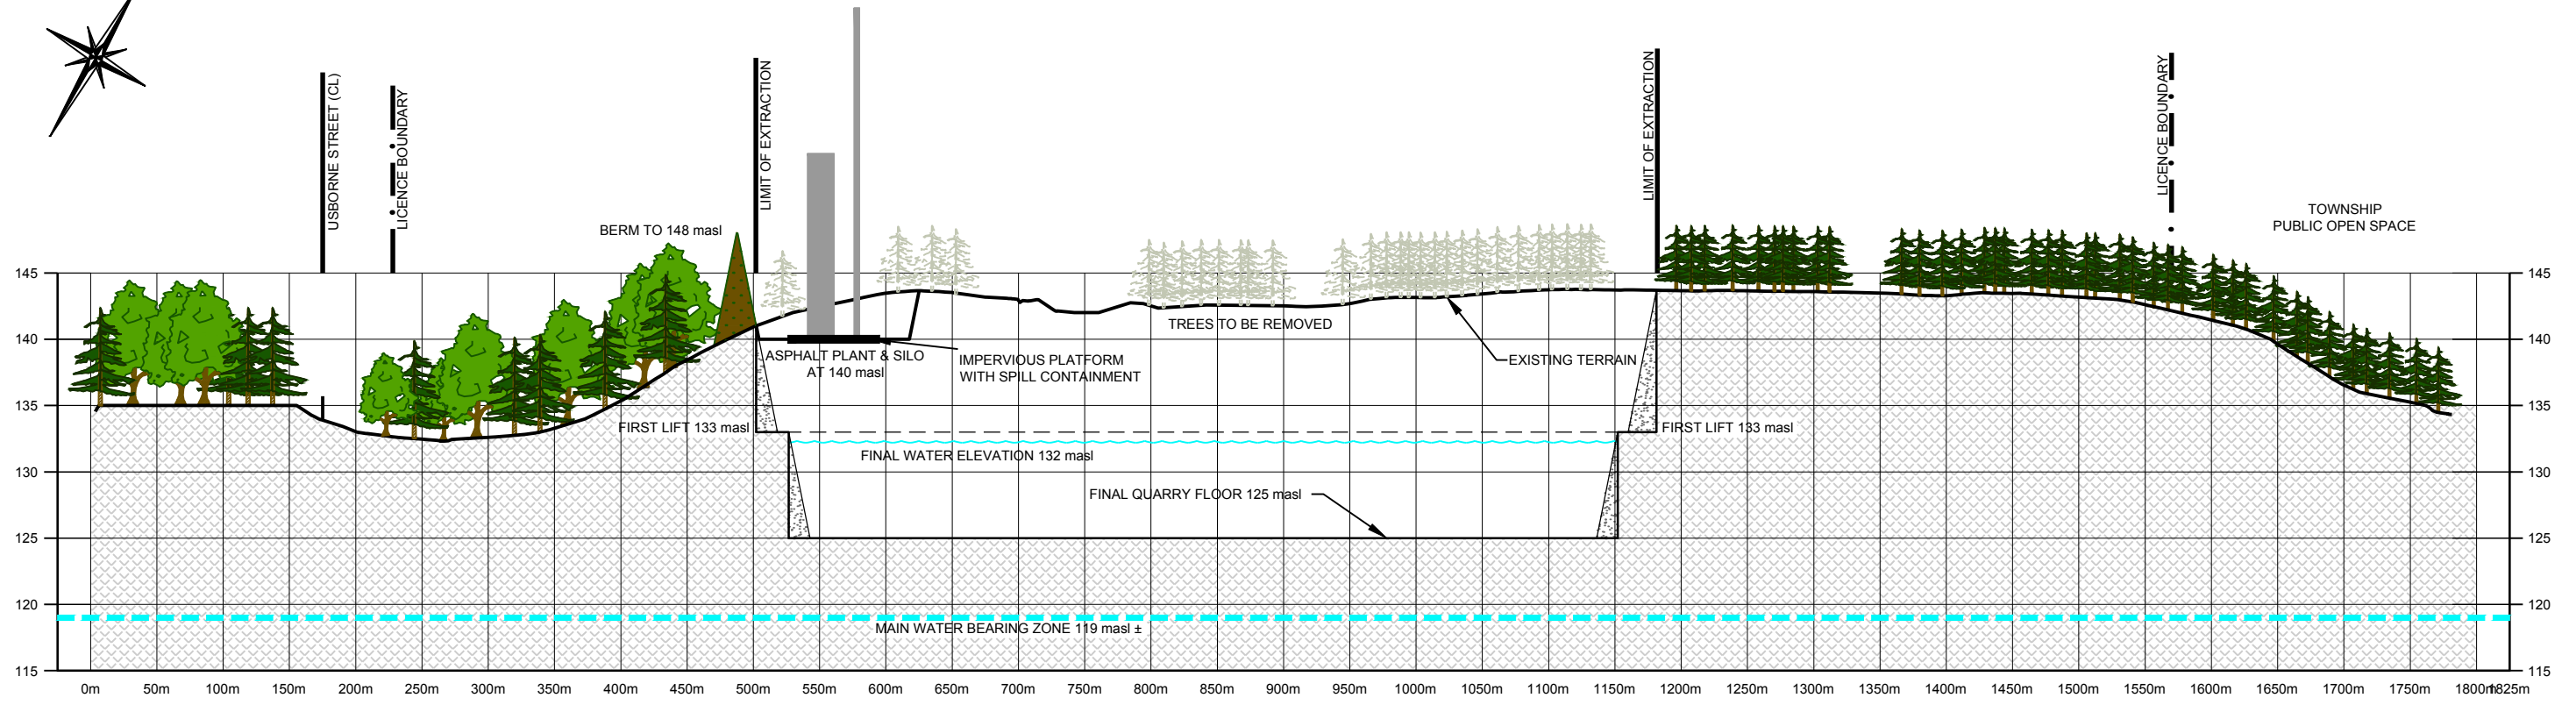 USBORNE STREET (CL)
LICENCE BOUNDARY
LIMIT OF EXTRACTION
LIMIT OF EXTRACTION
LICENCE BOUNDARY
TOWNSHIP
PUBLIC OPEN SPACE
BERM TO 148 masl
145
145
140
TREES TO BE REMOVED
140
ASPHALT PLANT & SILO
AT 140 masl
IMPERVIOUS PLATFORM
WITH SPILL CONTAINMENT
EXISTING TERRAIN
135
135
FIRST LIFT 133 masl
FIRST LIFT 133 masl
FINAL WATER ELEVATION 132 masl
130
130
FINAL QUARRY FLOOR 125 masl
125
125
120
120
MAIN WATER BEARING ZONE 119 masl ±
115
115
0m 50m 100m 150m 200m 250m 300m 350m 400m 450m 500m 550m 600m 650m 700m 750m 800m 850m 900m 950m 1000m 1050m 1100m 1150m 1200m 1250m 1300m 1350m 1400m 1450m 1500m 1550m 1600m 1650m 1700m 1750m 1800m 1825m